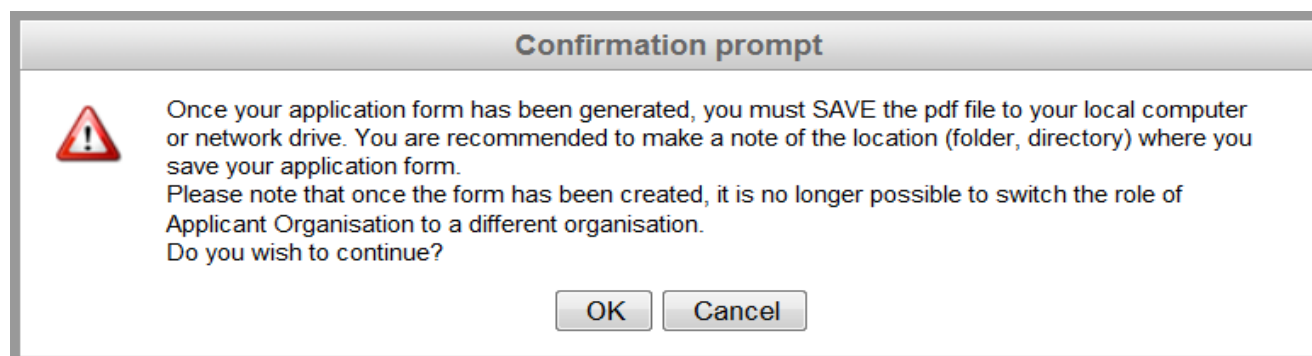 Confirmation prompt
Once your application form has been generated, you must SAVE the pdf file to your local computer
or network drive. You are recommended to make a note of the location (folder, directory) where you
save your application form.
Please note that once the form has been created, it is no longer possible to switch the role of
Applicant Organisation to a different organisation.
Do you wish to continue?
OK Cancel